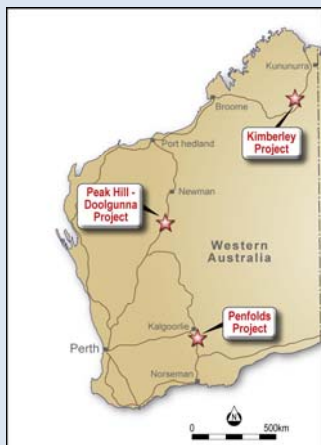 Kununurra
Broome
Kimberley
Project
Port hedland
Peak Hill -
Doolgunna
Project
Newman
Western
Australia
Penfolds
Project
Kalgoorlie
Perth
Norseman
N
0
500km